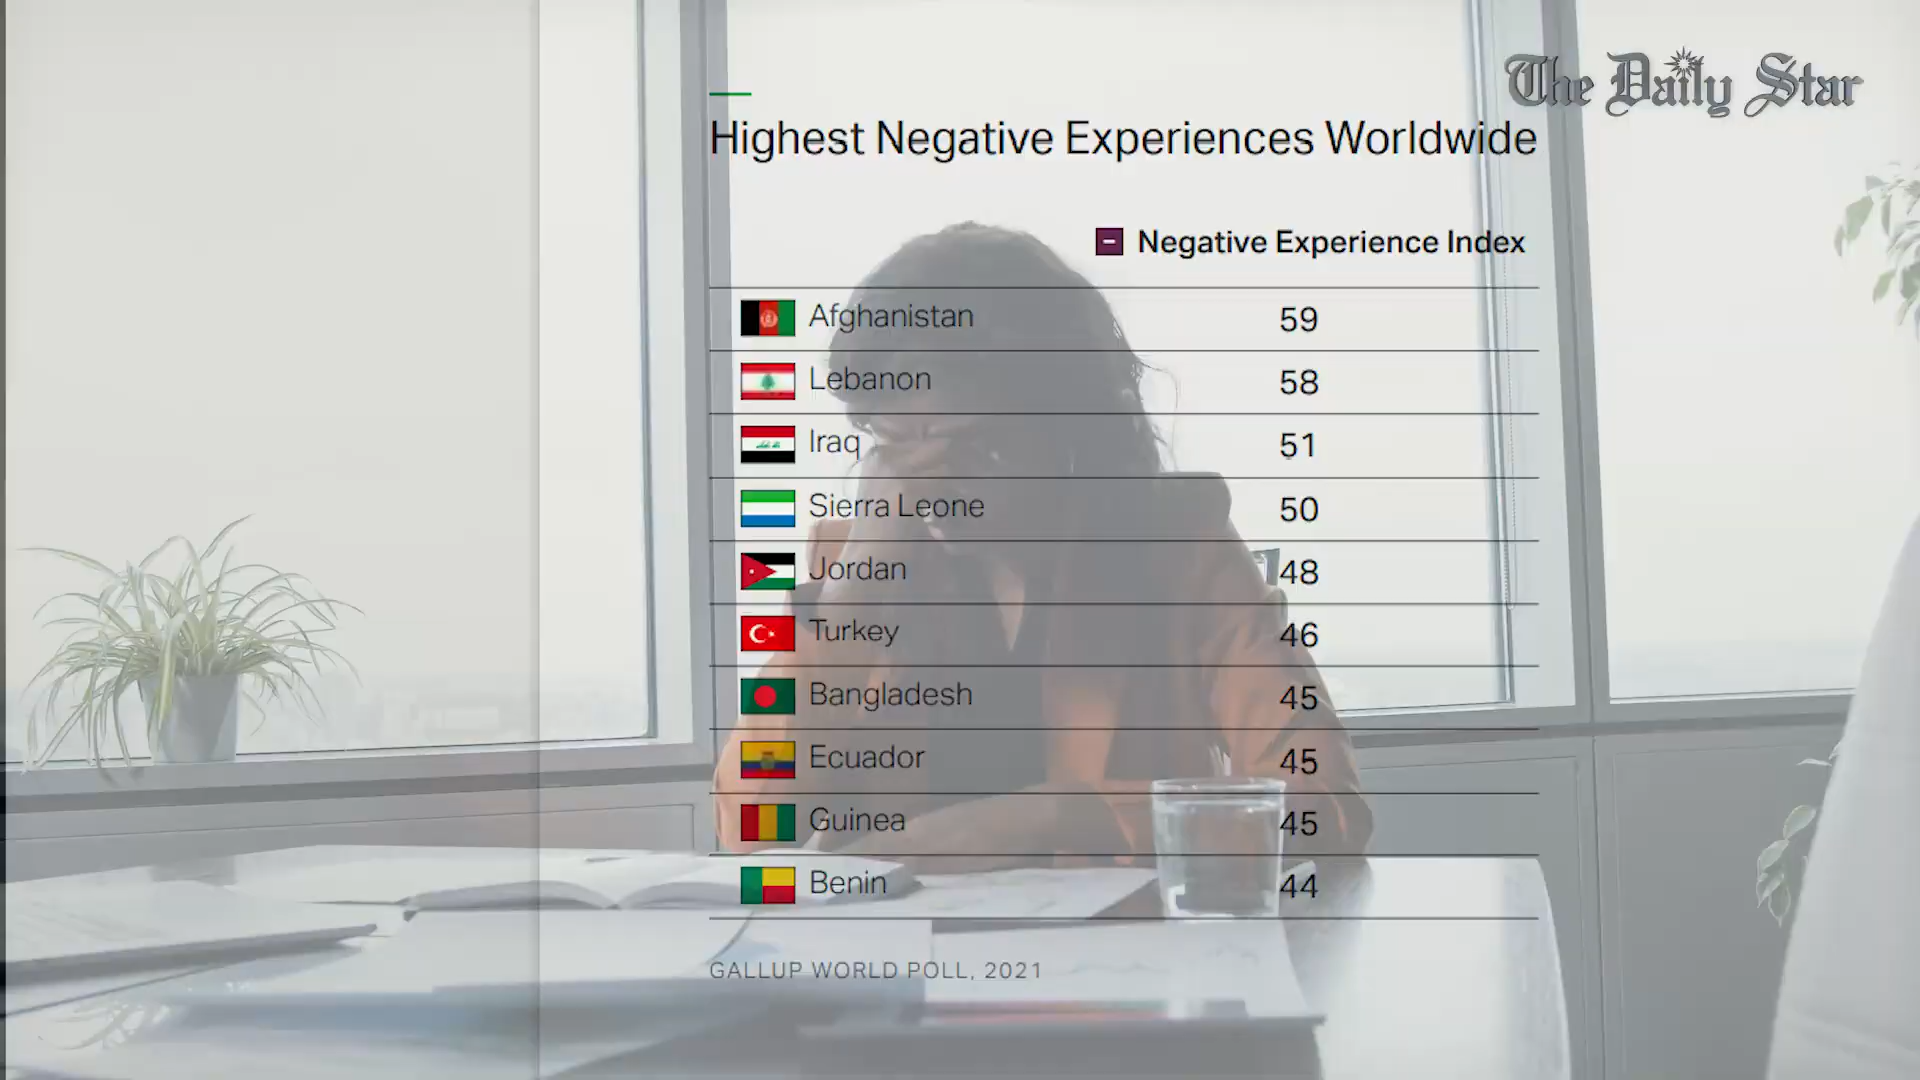 The Daily Star
Highest Negative Experiences Worldwide
Negative Experience Index
Afghanistan 59
Lebanon 58
Iraq 51
Sierra Leone 50
Jordan 48
Turkey 46
Bangladesh 45
Ecuador 45
Guinea 45
Benin 44
GALLUP WORLD POLL, 2021